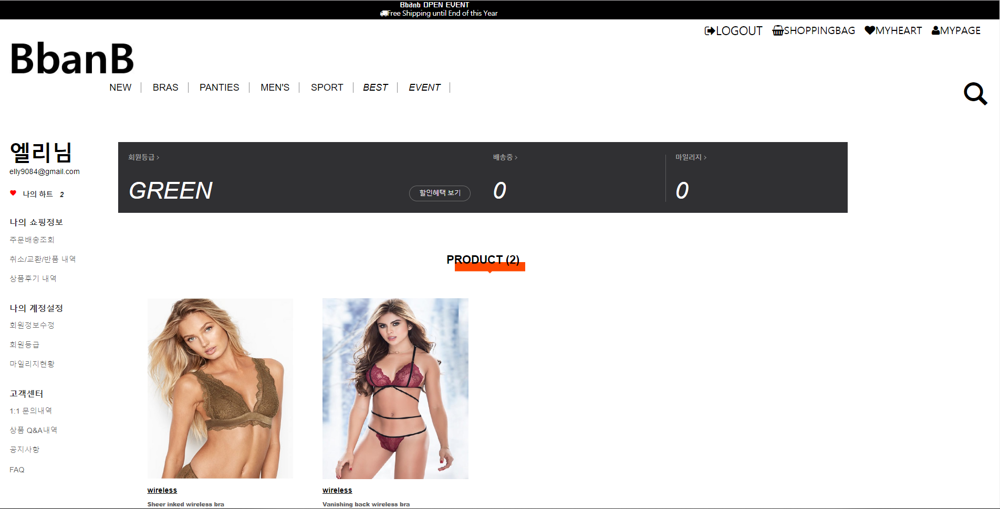 Bbanb OPEN EVENT
Free Shipping until End of this Year
LOGOUT SHOPPINGBAG MYHEART MYPAGE
BbanB
NEW BRAS PANTIES MEN'S SPORT BEST EVENT
엘리님
elly9084@gmail.com
나의 하트 2
나의 쇼핑정보
주문배송조회
취소/교환/반품 내역
상품후기 내역
나의 계정설정
회원정보수정
회원등급
마일리지현황
고객센터
1:1 문의내역
상품 Q&A내역
공지사항
FAQ
회원등급 >
GREEN
할인혜택 보기
배송중 >
0
마일리지 >
0
PRODUCT (2)
wireless
Sheer inked wireless bra
wireless
Vanishing back wireless bra